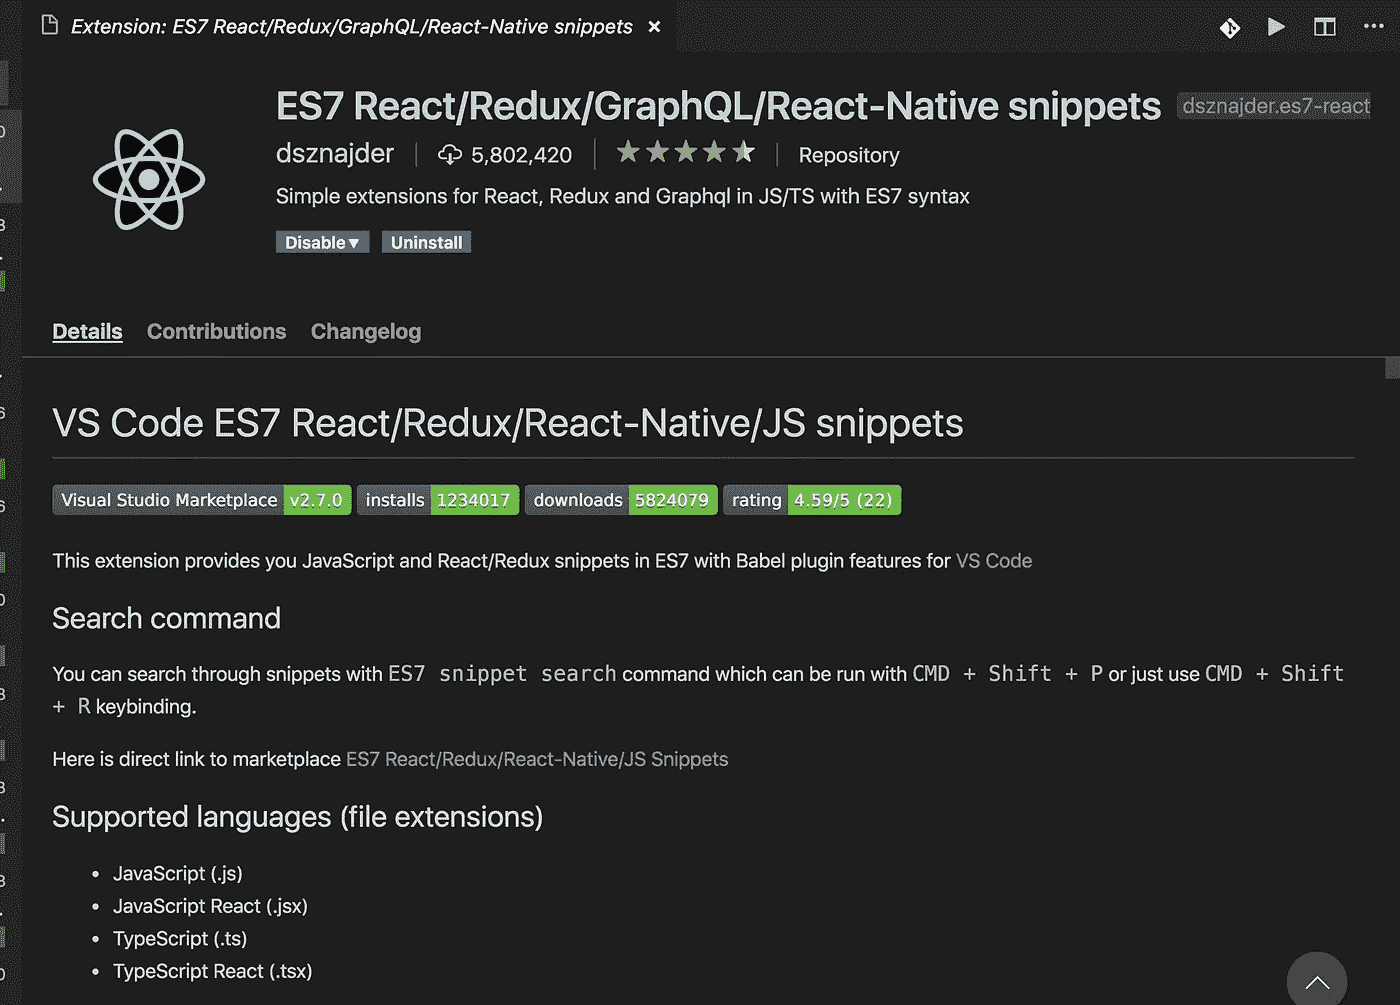 Extension: ES7 React/Redux/GraphQL/React-Native snippets
ES7 React/Redux/GraphQL/React-Native snippets dsznajder.es7-react
dsznajder 5,802,420 Repository
Simple extensions for React, Redux and Graphql in JS/TS with ES7 syntax
Disable Uninstall
Details Contributions Changelog
VS Code ES7 React/Redux/React-Native/JS snippets
Visual Studio Marketplace v2.7.0 installs 1234017 downloads 5824079 rating 4.59/5 (22)
This extension provides you JavaScript and React/Redux snippets in ES7 with Babel plugin features for VS Code
Search command
You can search through snippets with ES7 snippet search command which can be run with CMD + Shift + P or just use CMD + Shift
+ R keybinding.
Here is direct link to marketplace ES7 React/Redux/React-Native/JS Snippets
Supported languages (file extensions)
• JavaScript (.js)
• JavaScript React (.jsx)
• TypeScript (.ts)
• TypeScript React (.tsx)